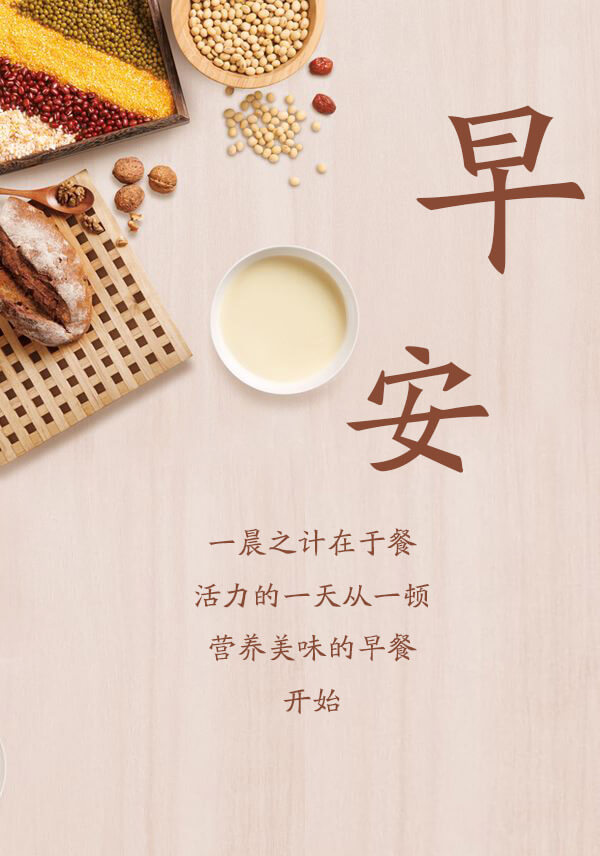 早
安
一晨之计在于餐
活力的一天从一顿
营养美味的早餐
开始